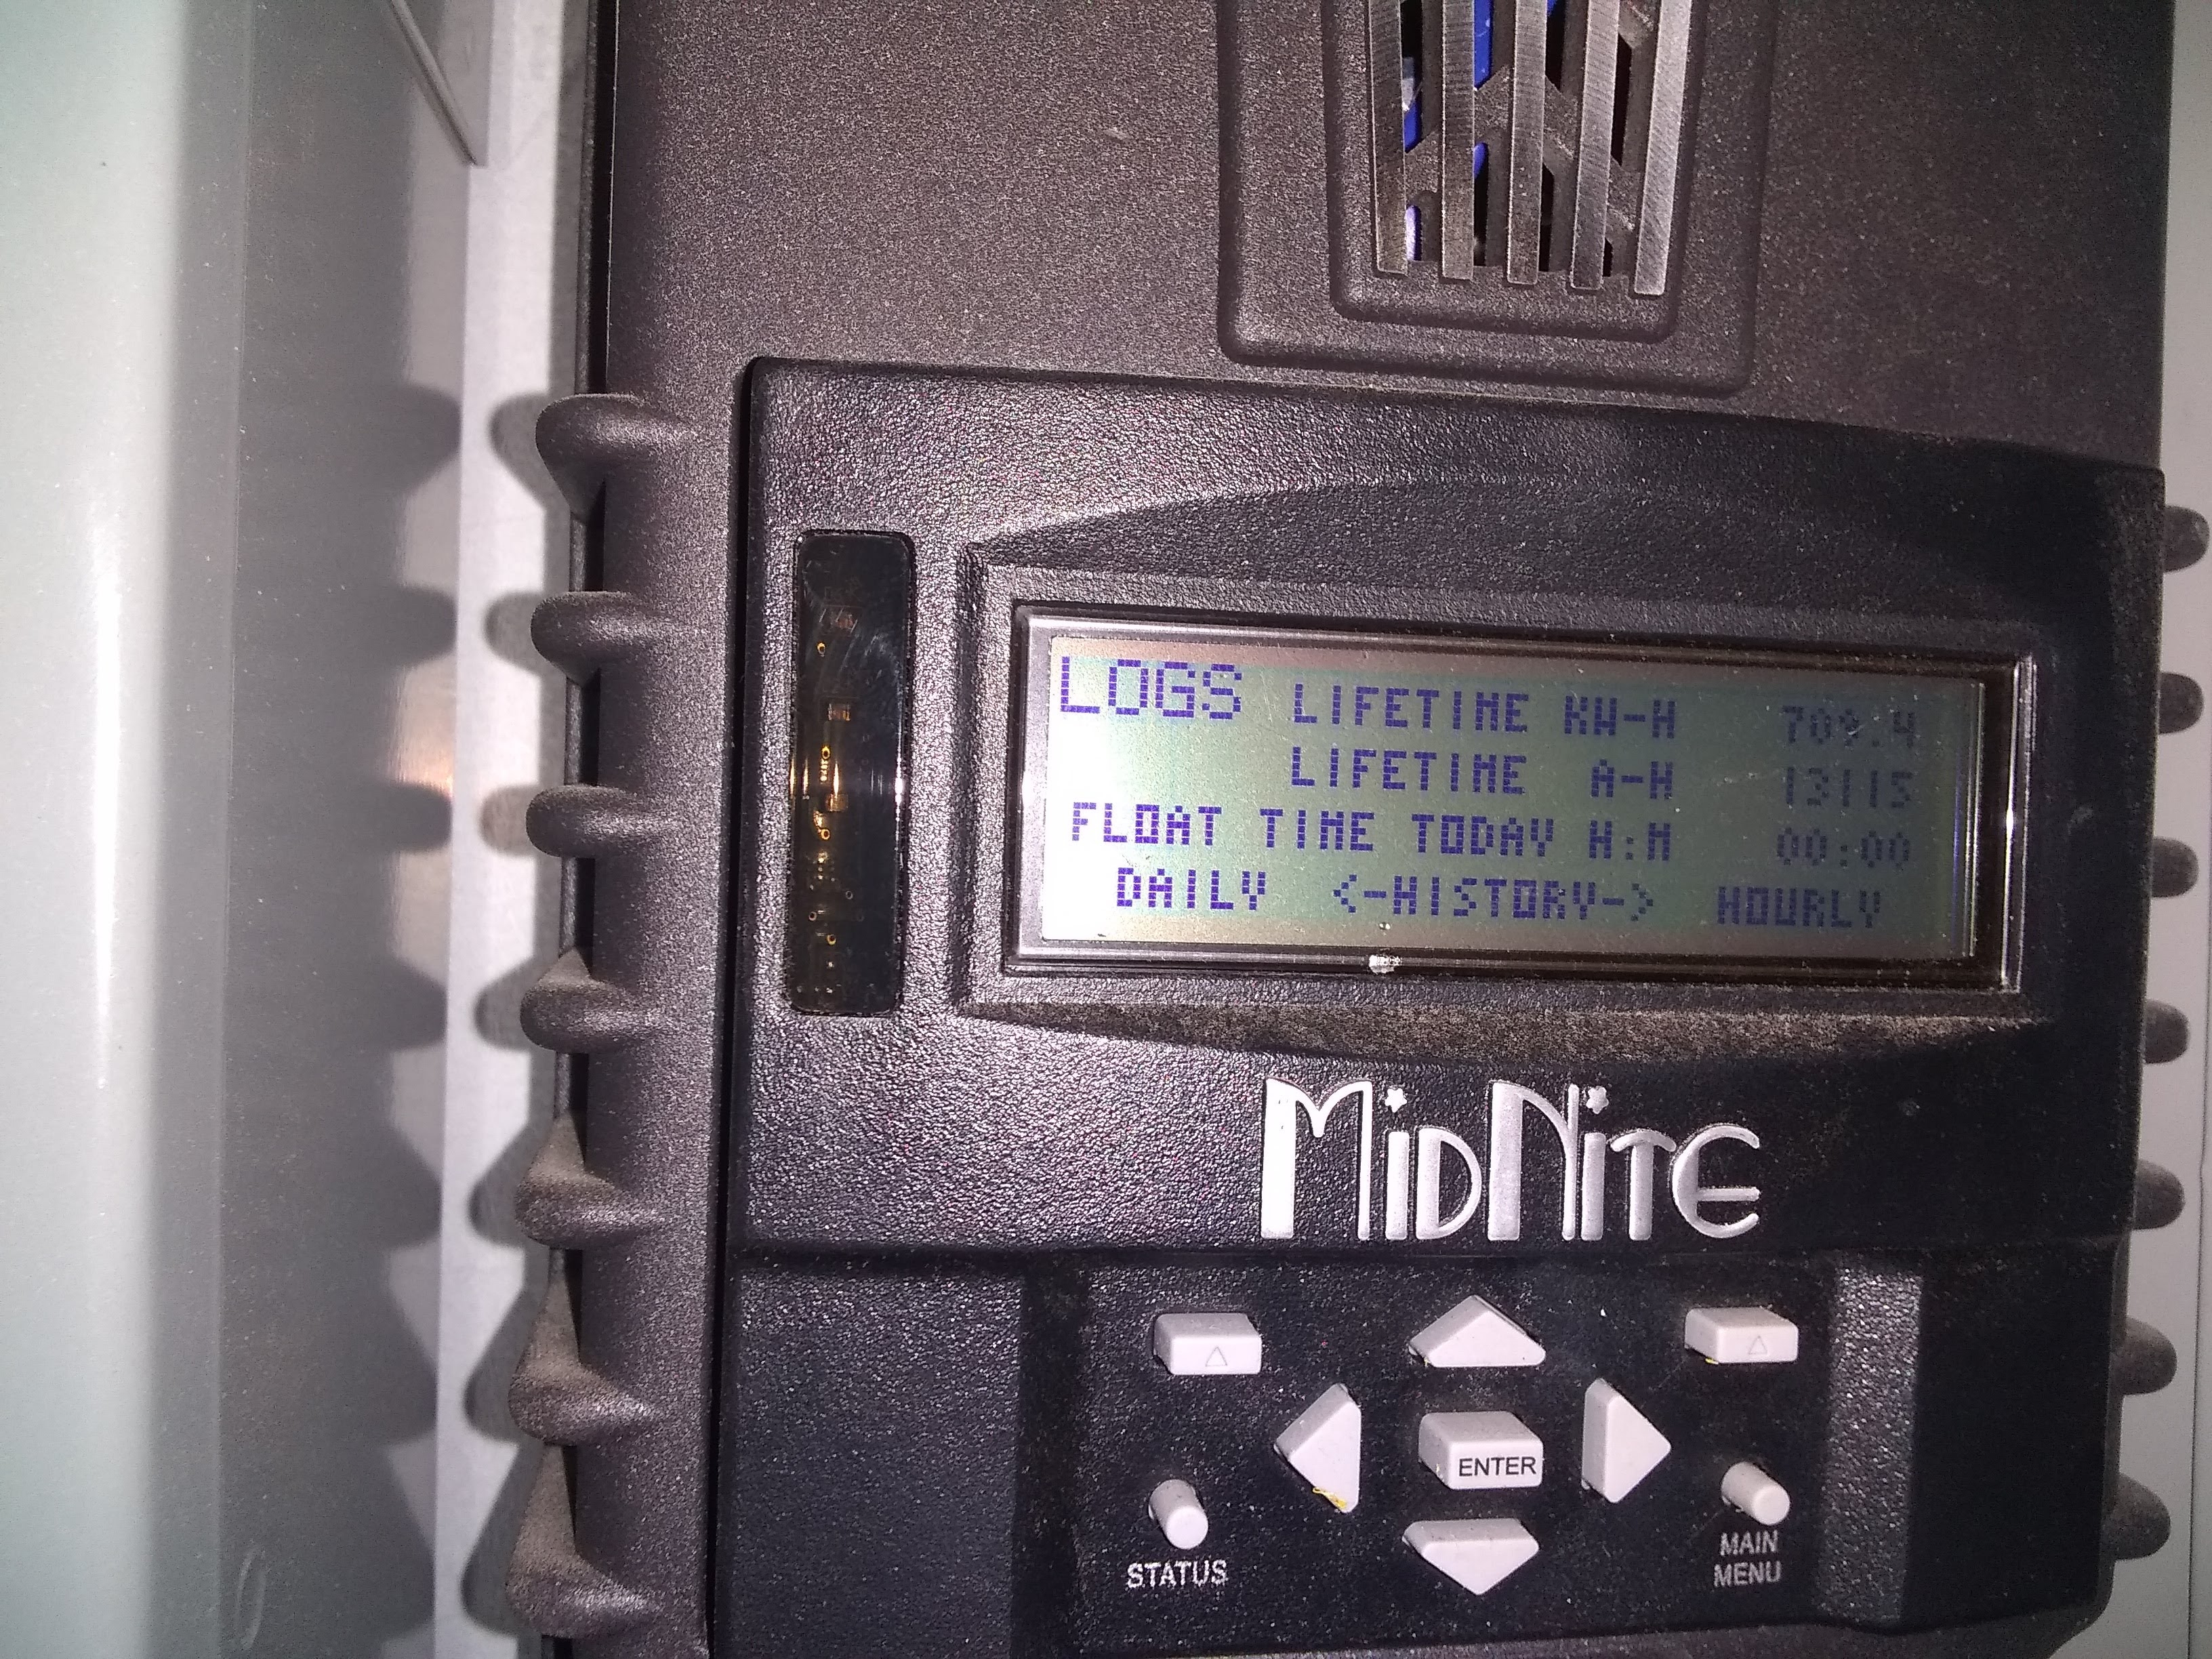 LOGS LIFETIME KW-H 709.4
LIFETIME A-H 13115
FLOAT TIME TODAY H:M 00:00
DAILY <-HISTORY-> HOURLY
MIDNITE
ENTER
STATUS
MAIN
MENU